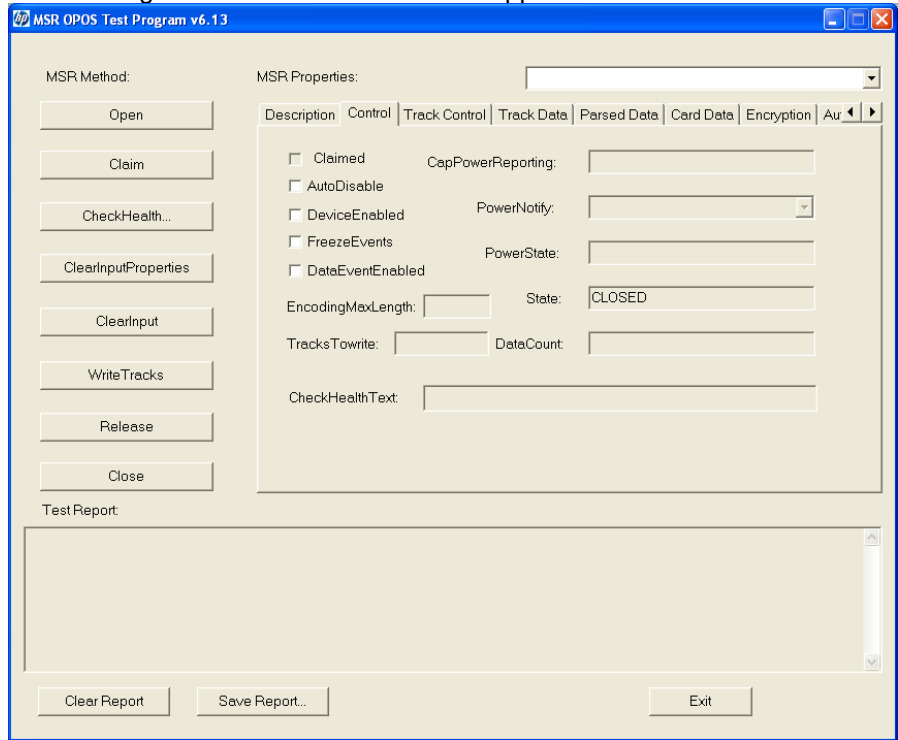 MSR OPOS Test Program v6.13
MSR Method:
MSR Properties:
Open
Claim
CheckHealth...
ClearInputProperties
ClearInput
WriteTracks
Release
Close
Description Control Track Control Track Data Parsed Data Card Data Encryption Au
Claimed
CapPowerReporting:
AutoDisable
DeviceEnabled
PowerNotify:
FreezeEvents
PowerState:
DataEventEnabled
EncodingMaxLength:
State: CLOSED
TracksTowrite:
DataCount:
CheckHealthText:
Test Report:
Clear Report Save Report... Exit